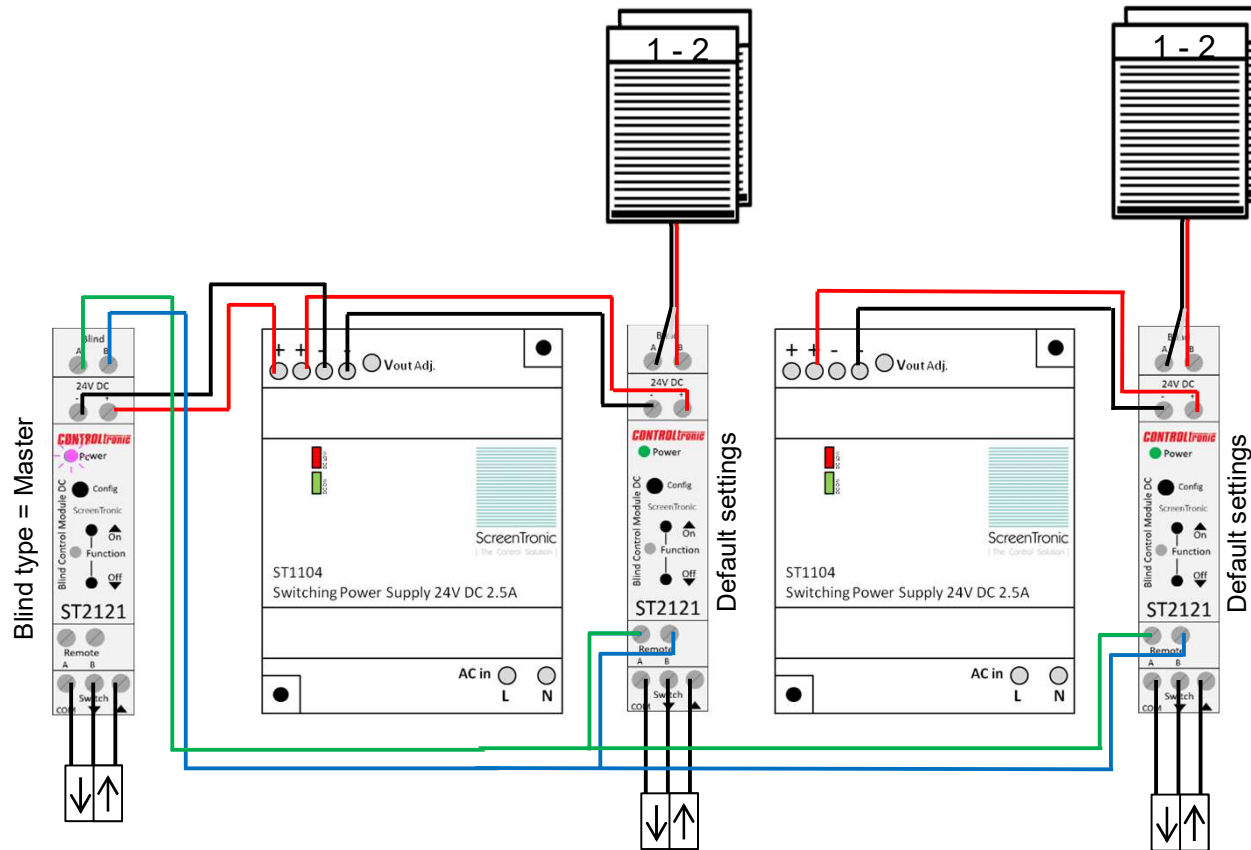 1 - 2
1 - 2
Blind type = Master
Blind
A B
24V DC
- +
CONTROLtronic
Power
Config
ScreenTronic
Blind Control Module DC
On
Function
Off
ST2121
Remote
A B
Switch
COM
+ + - -
Vout Adj.
DC ON
ScreenTronic
[ The Control Solution ]
ST1104
Switching Power Supply 24V DC 2.5A
AC in
L N
A B
24V DC
- +
CONTROLtronic
Power
Config
ScreenTronic
Blind Control Module DC
On
Function
Off
ST2121
Remote
A B
Switch
COM
Default settings
+ + - -
Vout Adj.
DC ON
ScreenTronic
[ The Control Solution ]
ST1104
Switching Power Supply 24V DC 2.5A
AC in
L N
A B
24V DC
- +
CONTROLtronic
Power
Config
ScreenTronic
Blind Control Module DC
On
Function
Off
ST2121
Remote
A B
Switch
COM
Default settings